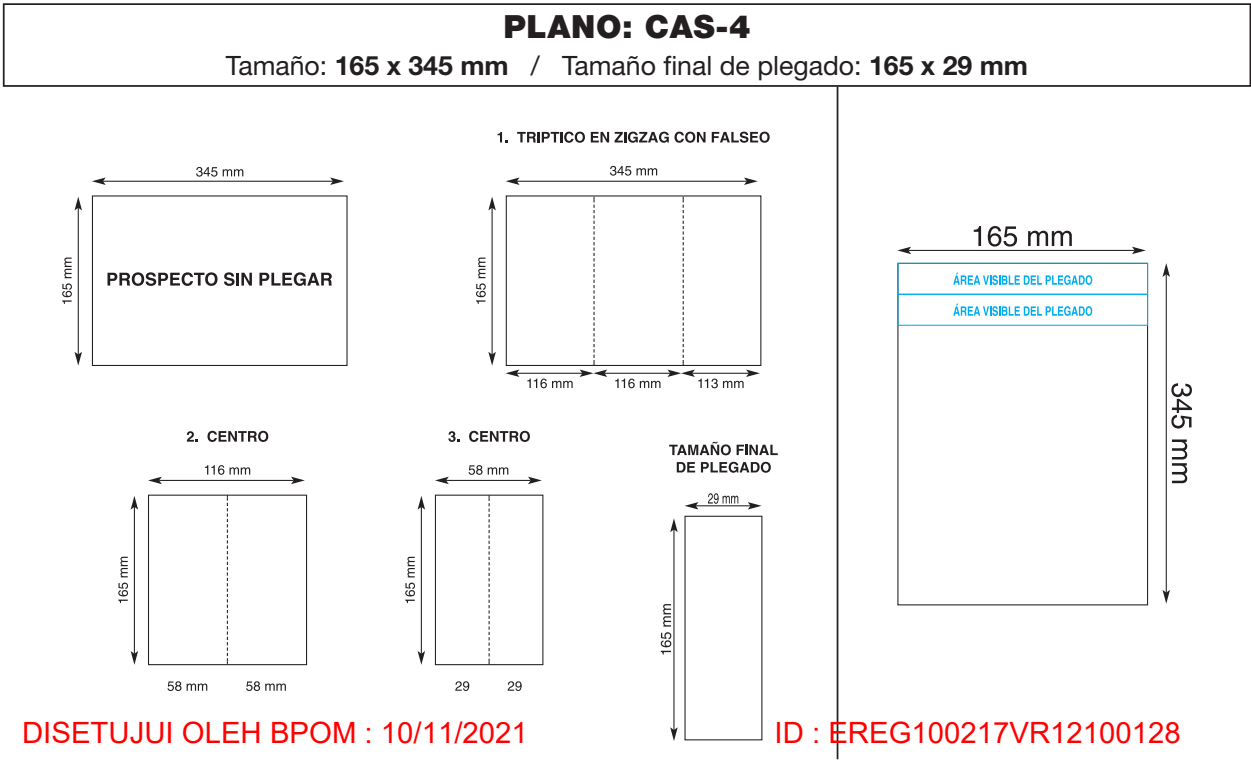 PLANO: CAS-4
Tamaño: 165 x 345 mm / Tamaño final de plegado: 165 x 29 mm
345 mm
165 mm
PROSPECTO SIN PLEGAR
1. TRIPTICO EN ZIGZAG CON FALSEO
345 mm
165 mm
116 mm 116 mm 113 mm
2. CENTRO
116 mm
165 mm
58 mm 58 mm
3. CENTRO
58 mm
165 mm
29 29
TAMAÑO FINAL
DE PLEGADO
29 mm
165 mm
165 mm
ÁREA VISIBLE DEL PLEGADO
ÁREA VISIBLE DEL PLEGADO
345 mm
DISETUJUI OLEH BPOM : 10/11/2021
ID : EREG100217VR12100128